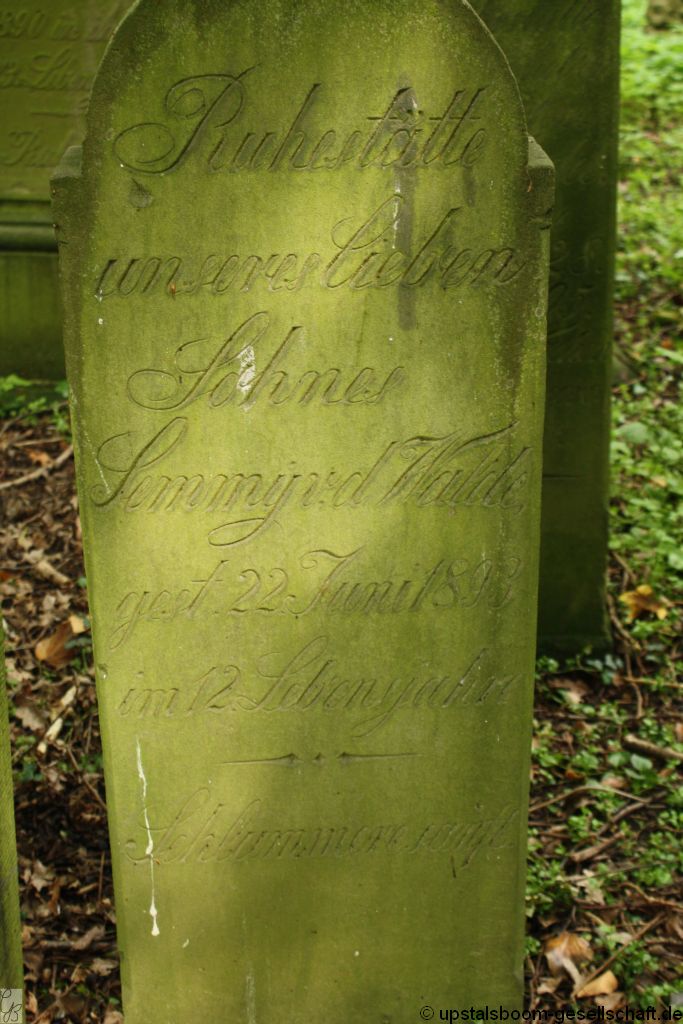 Ruhestätte
unseres lieben
Sohnes
Semmy v. d. Walde,
gest. 22 Juni 1893
im 12 Lebensjahre
Schlummere sanft
© upstalsboom-gesellschaft.de